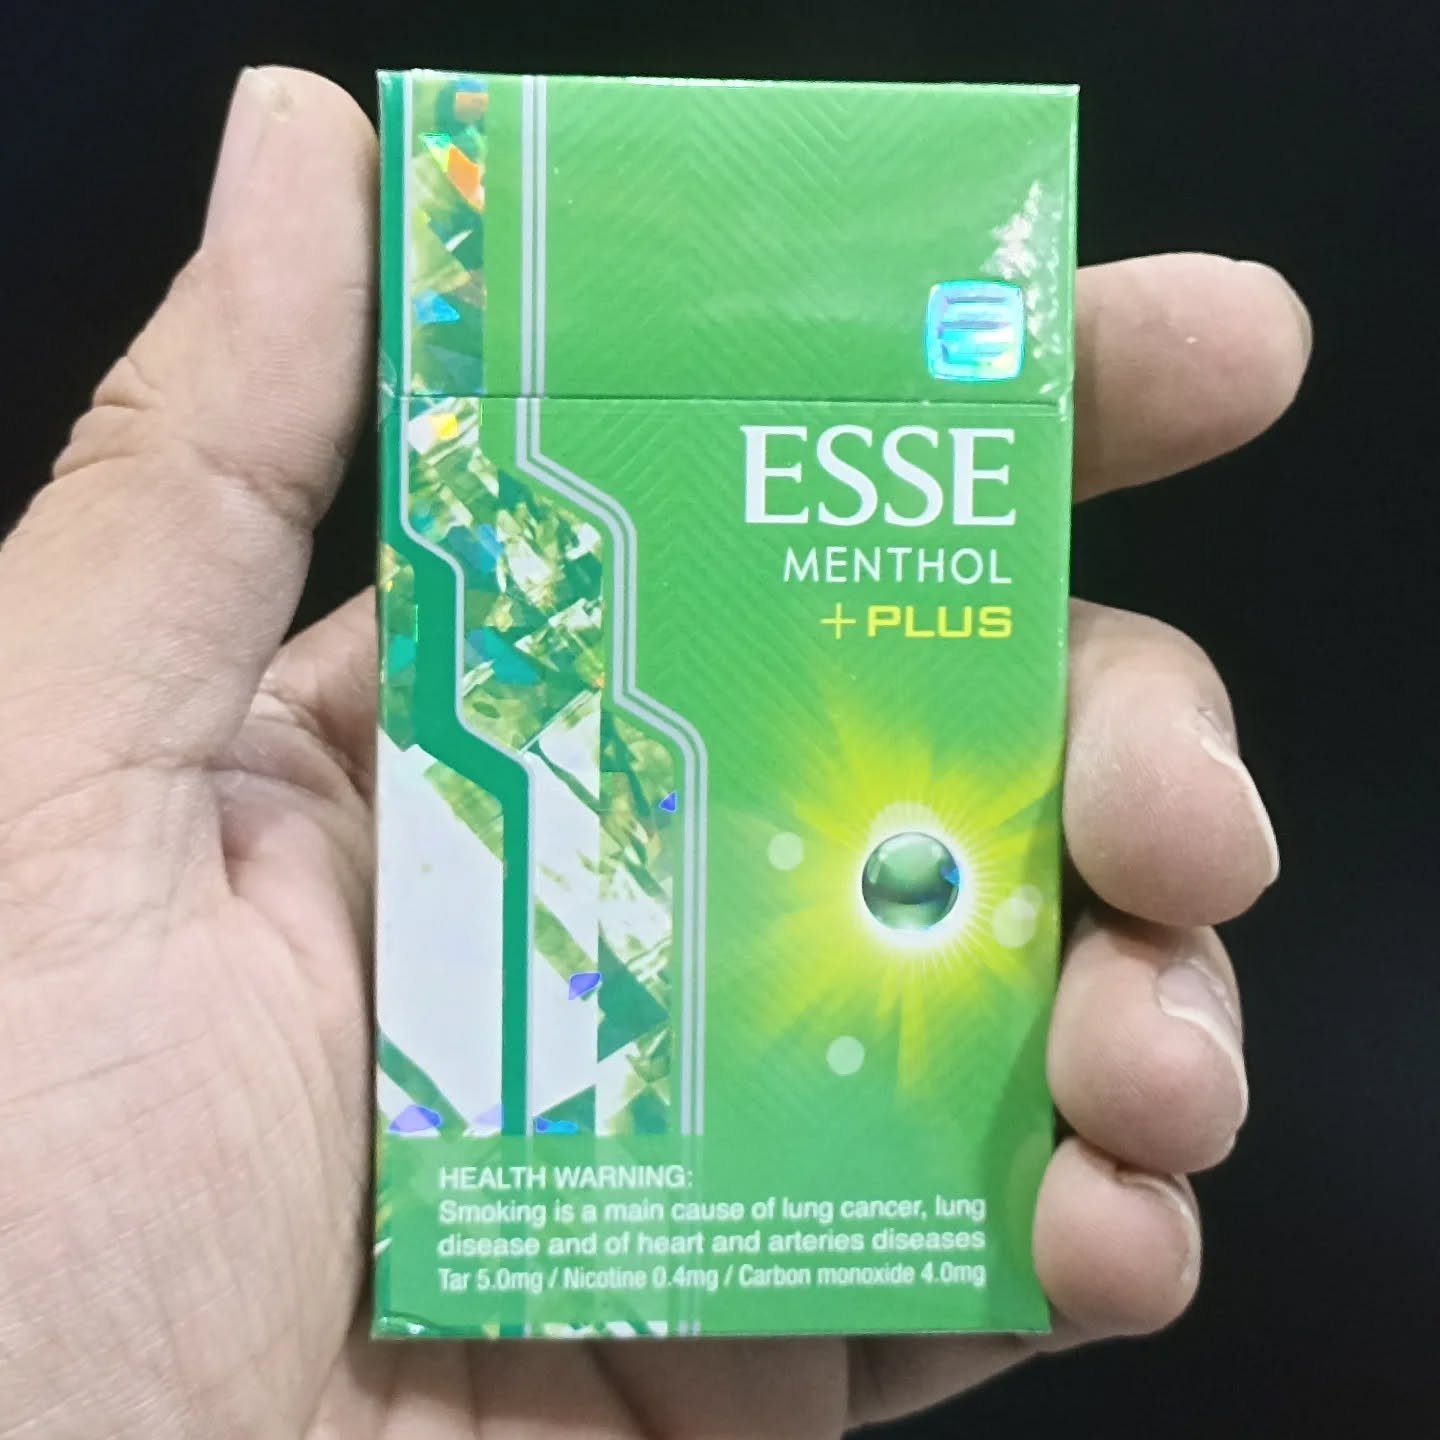 E
ESSE
MENTHOL
+PLUS
HEALTH WARNING:
Smoking is a main cause of lung cancer, lung
disease and of heart and arteries diseases
Tar 5.0mg / Nicotine 0.4mg / Carbon monoxide 4.0mg